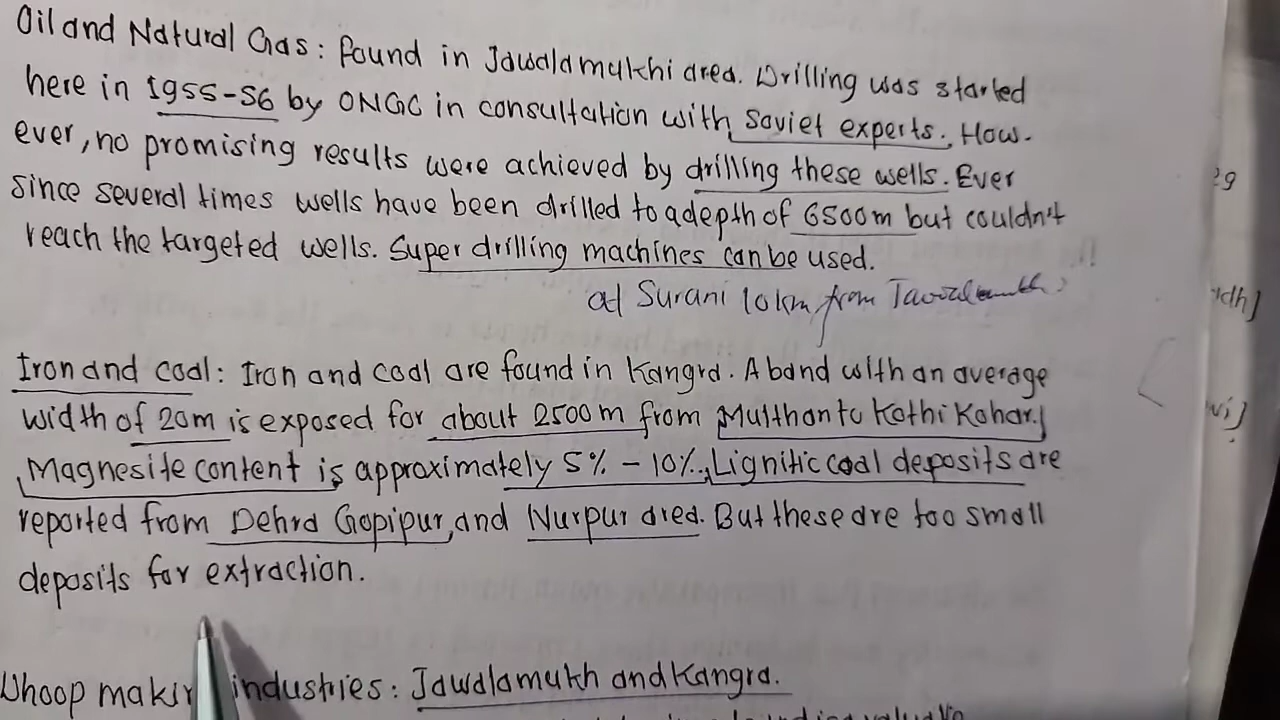 Oil and Natural Gas: found in Jawalamukhi area. Drilling was started
here in 1955-56 by ONGC in consultation with soviet experts. How-
ever, no promising results were achieved by drilling these wells. Ever
since several times wells have been drilled to a depth of 6500m but couldn't
reach the targeted wells. Super drilling machines can be used.
at Surani 10km from
Iron and coal: Iron and coal are found in Kangra. A band with an average
width of 20m is exposed for about 2500m from Multhan to Kothi Kohar,
Magnesite content is approximately 5% - 10%, Lignitic coal deposits are
reported from Dehra Gopipur, and Nurpur area. But these are too small
deposits for extraction.
Dhoop industries: Jawalamukh and Kangra.